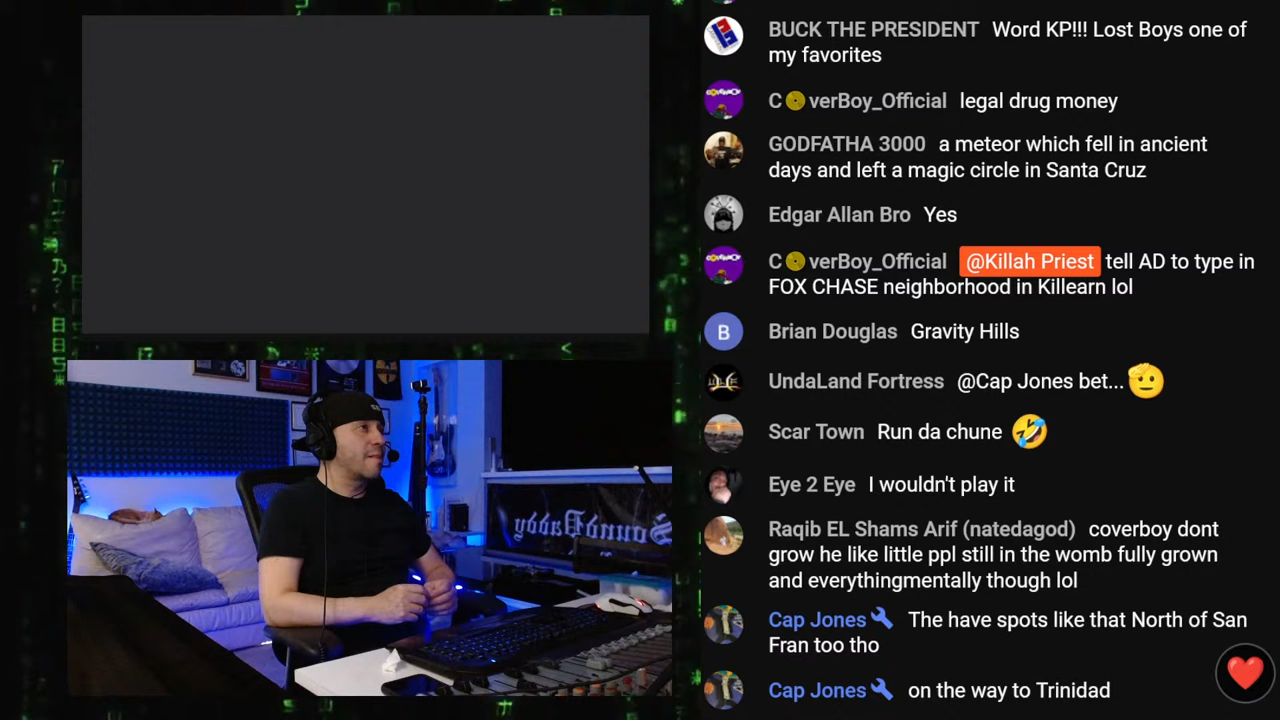 BUCK THE PRESIDENT Word KP!!! Lost Boys one of
my favorites
C verBoy_Official legal drug money
GODFATHA 3000 a meteor which fell in ancient
days and left a magic circle in Santa Cruz
Edgar Allan Bro Yes
C verBoy_Official @Killah Priest tell AD to type in
FOX CHASE neighborhood in Killearn lol
Brian Douglas Gravity Hills
B
UndaLand Fortress @Cap Jones bet...🫡
Scar Town Run da chune 🤣
Eye 2 Eye I wouldn't play it
Raqib EL Shams Arif (natedagod) coverboy dont
grow he like little ppl still in the womb fully grown
and everythingmentally though lol
Cap Jones The have spots like that North of San
Fran too tho
Cap Jones on the way to Trinidad
SoundDaddy